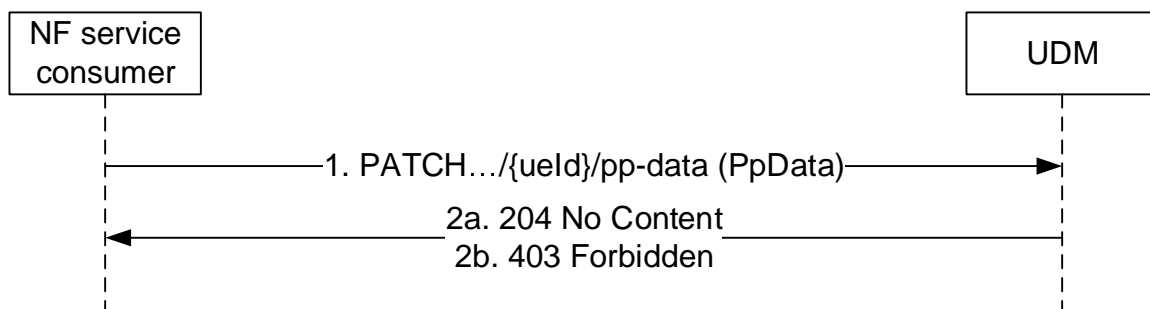 NF service
consumer
UDM
1. PATCH…/{ueId}/pp-data (PpData)
2a. 204 No Content
2b. 403 Forbidden